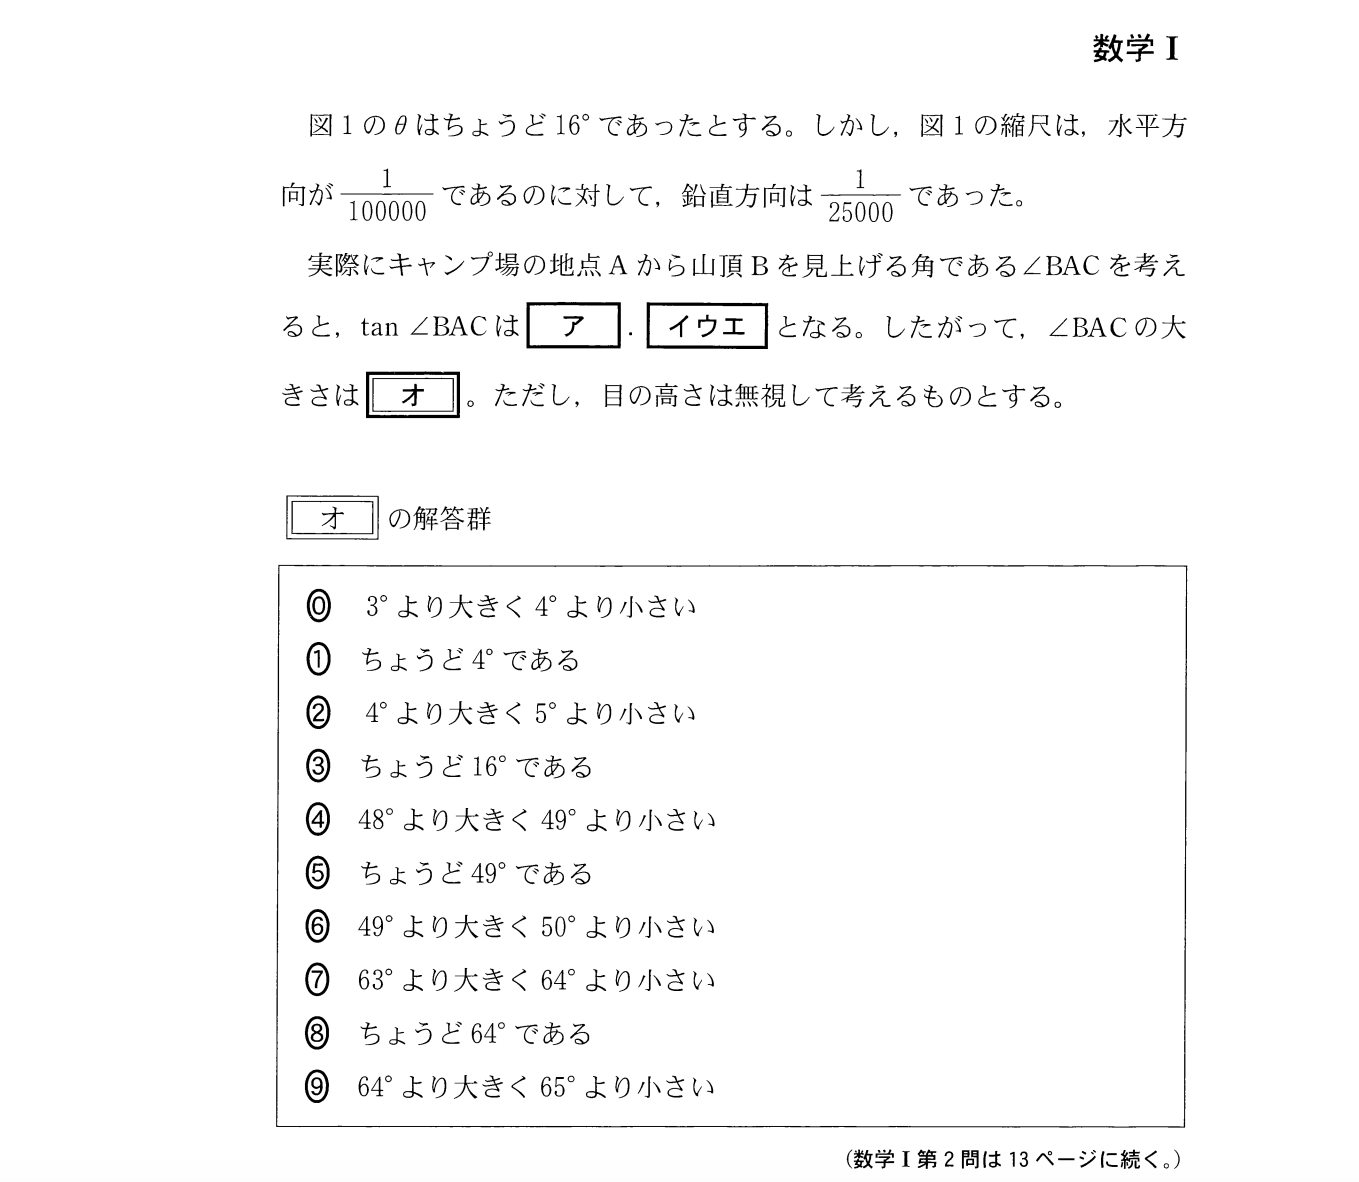 数学 I
図 1 の θ はちょうど 16° であったとする。しかし，図 1 の縮尺は，水平方
向が 1/100000 であるのに対して，鉛直方向は 1/25000 であった。
実際にキャンプ場の地点 A から山頂 B を見上げる角である∠BAC を考え
ると，tan ∠BAC は ア . イウエ となる。したがって，∠BAC の大
きさは オ 。ただし，目の高さは無視して考えるものとする。
オ の解答群
⓪ 3° より大きく 4° より小さい
① ちょうど 4° である
② 4° より大きく 5° より小さい
③ ちょうど 16° である
④ 48° より大きく 49° より小さい
⑤ ちょうど 49° である
⑥ 49° より大きく 50° より小さい
⑦ 63° より大きく 64° より小さい
⑧ ちょうど 64° である
⑨ 64° より大きく 65° より小さい
(数学 I 第 2 問は 13 ページに続く。)